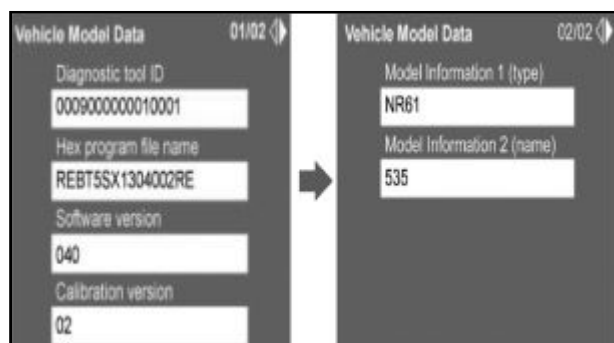 Vehicle Model Data 01/02
Diagnostic tool ID
0009000000010001
Hex program file name
REBT5SX1304002RE
Software version
040
Calibration version
02
Vehicle Model Data 02/02
Model Information 1 (type)
NR61
Model Information 2 (name)
535